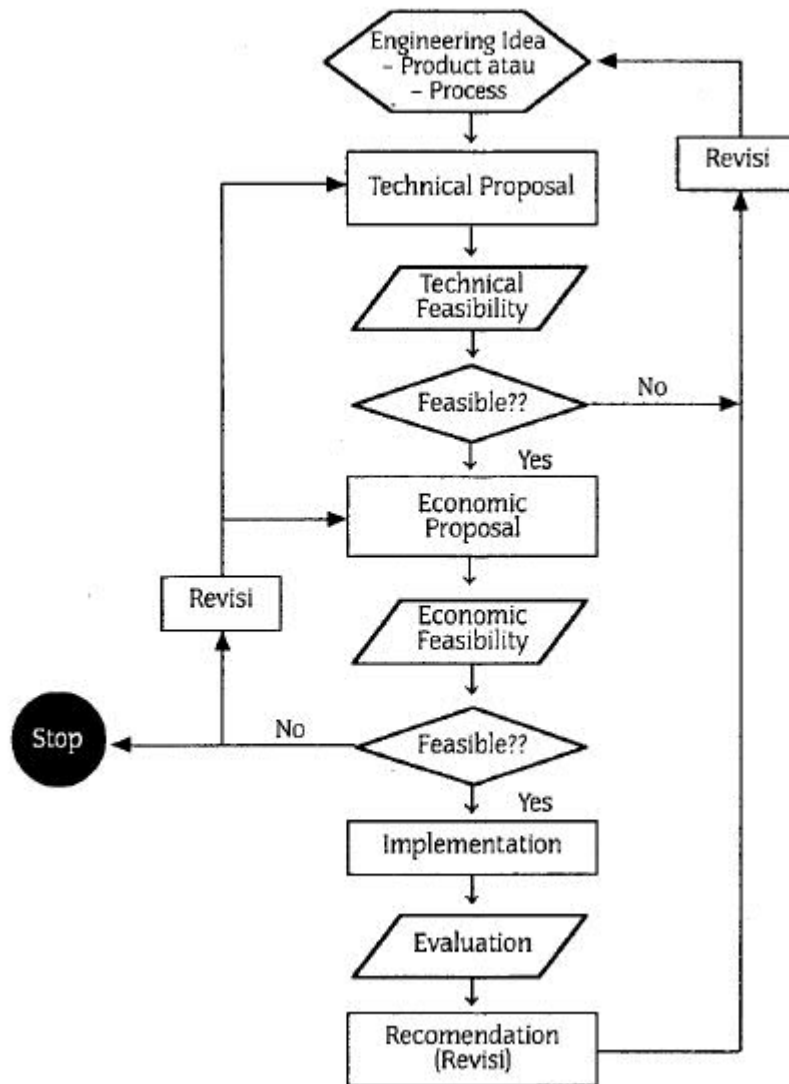 Engineering Idea
– Product atau
– Process
Revisi
Technical Proposal
Technical
Feasibility
Feasible??
No
Yes
Economic
Proposal
Revisi
Economic
Feasibility
Stop
No
Feasible??
Yes
Implementation
Evaluation
Recomendation
(Revisi)